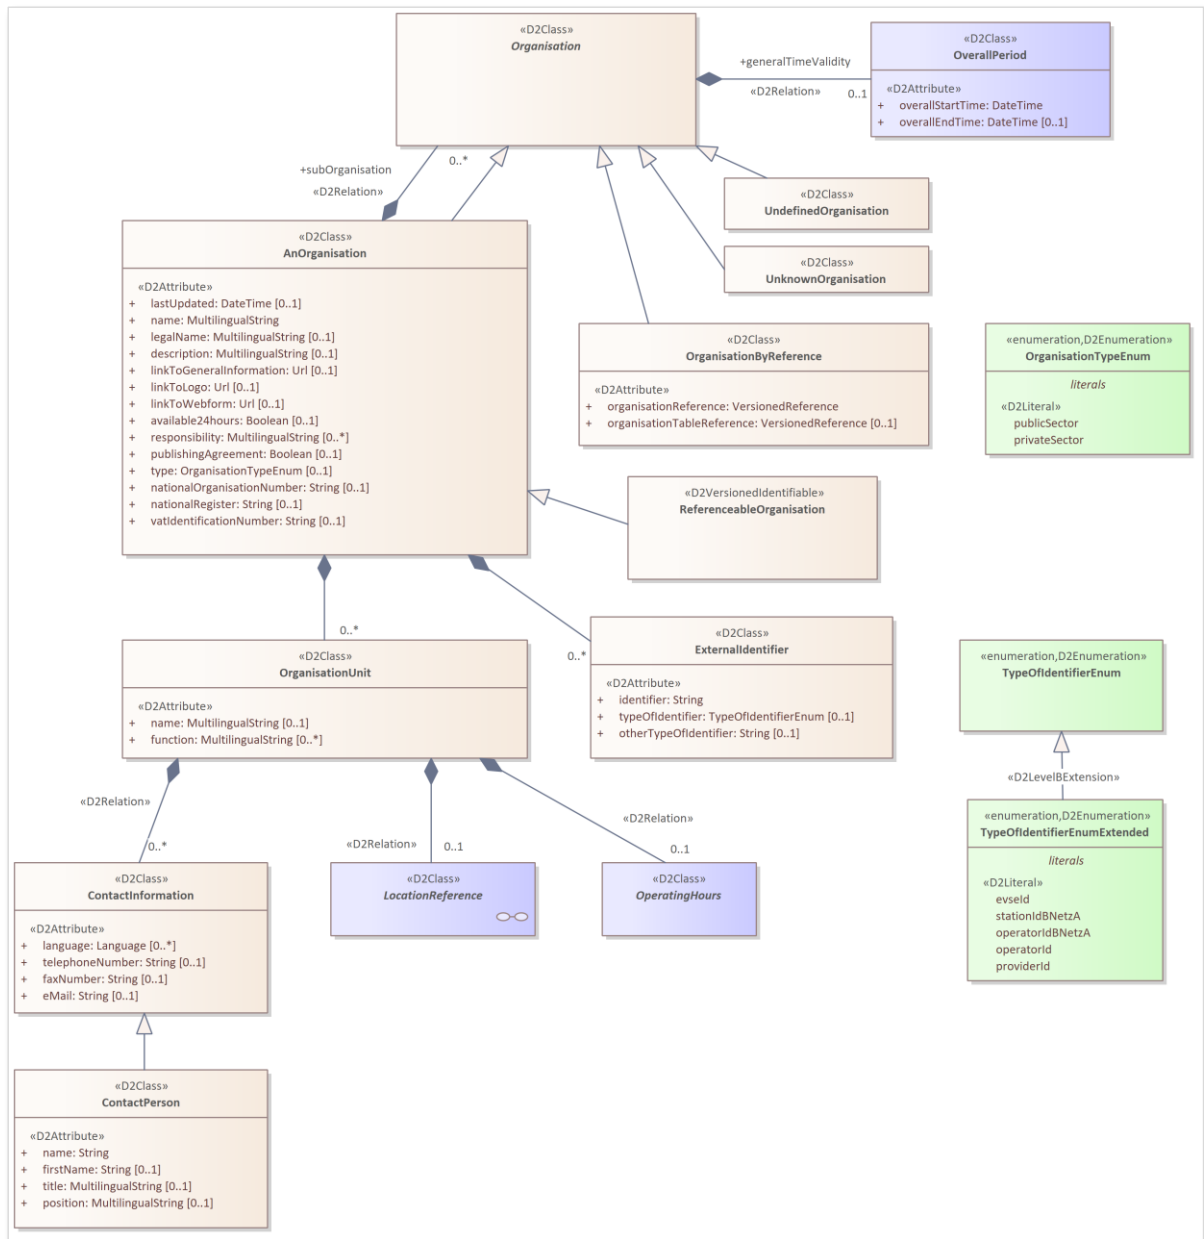 «D2Class»
Organisation
«D2Class»
OverallPeriod
«D2Attribute»
+ overallStartTime: DateTime
+ overallEndTime: DateTime [0..1]
+generalTimeValidity
«D2Relation»
0..1
+subOrganisation
0..*
«D2Relation»
«D2Class»
UndefinedOrganisation
«D2Class»
UnknownOrganisation
«D2Class»
AnOrganisation
«D2Attribute»
+ lastUpdated: DateTime [0..1]
+ name: MultilingualString
+ legalName: MultilingualString [0..1]
+ description: MultilingualString [0..1]
+ linkToGeneralInformation: Url [0..1]
+ linkToLogo: Url [0..1]
+ linkToWebform: Url [0..1]
+ available24hours: Boolean [0..1]
+ responsibility: MultilingualString [0..*]
+ publishingAgreement: Boolean [0..1]
+ type: OrganisationTypeEnum [0..1]
+ nationalOrganisationNumber: String [0..1]
+ nationalRegister: String [0..1]
+ vatIdentificationNumber: String [0..1]
«D2Class»
OrganisationByReference
«D2Attribute»
+ organisationReference: VersionedReference
+ organisationTableReference: VersionedReference [0..1]
«enumeration,D2Enumeration»
OrganisationTypeEnum
literals
«D2Literal»
publicSector
privateSector
«D2VersionedIdentifiable»
ReferenceableOrganisation
0..*
0..*
«D2Class»
OrganisationUnit
«D2Attribute»
+ name: MultilingualString [0..1]
+ function: MultilingualString [0..*]
«D2Class»
ExternalIdentifier
«D2Attribute»
+ identifier: String
+ typeOfIdentifier: TypeOfIdentifierEnum [0..1]
+ otherTypeOfIdentifier: String [0..1]
«enumeration,D2Enumeration»
TypeOfIdentifierEnum
«D2LevelBExtension»
«enumeration,D2Enumeration»
TypeOfIdentifierEnumExtended
literals
«D2Literal»
evseId
stationIdBNetzA
operatorIdBNetzA
operatorId
providerId
«D2Relation»
0..*
«D2Relation»
0..1
«D2Relation»
0..1
«D2Class»
ContactInformation
«D2Attribute»
+ language: Language [0..*]
+ telephoneNumber: String [0..1]
+ faxNumber: String [0..1]
+ eMail: String [0..1]
«D2Class»
LocationReference
«D2Class»
OperatingHours
«D2Class»
ContactPerson
«D2Attribute»
+ name: String
+ firstName: String [0..1]
+ title: MultilingualString [0..1]
+ position: MultilingualString [0..1]